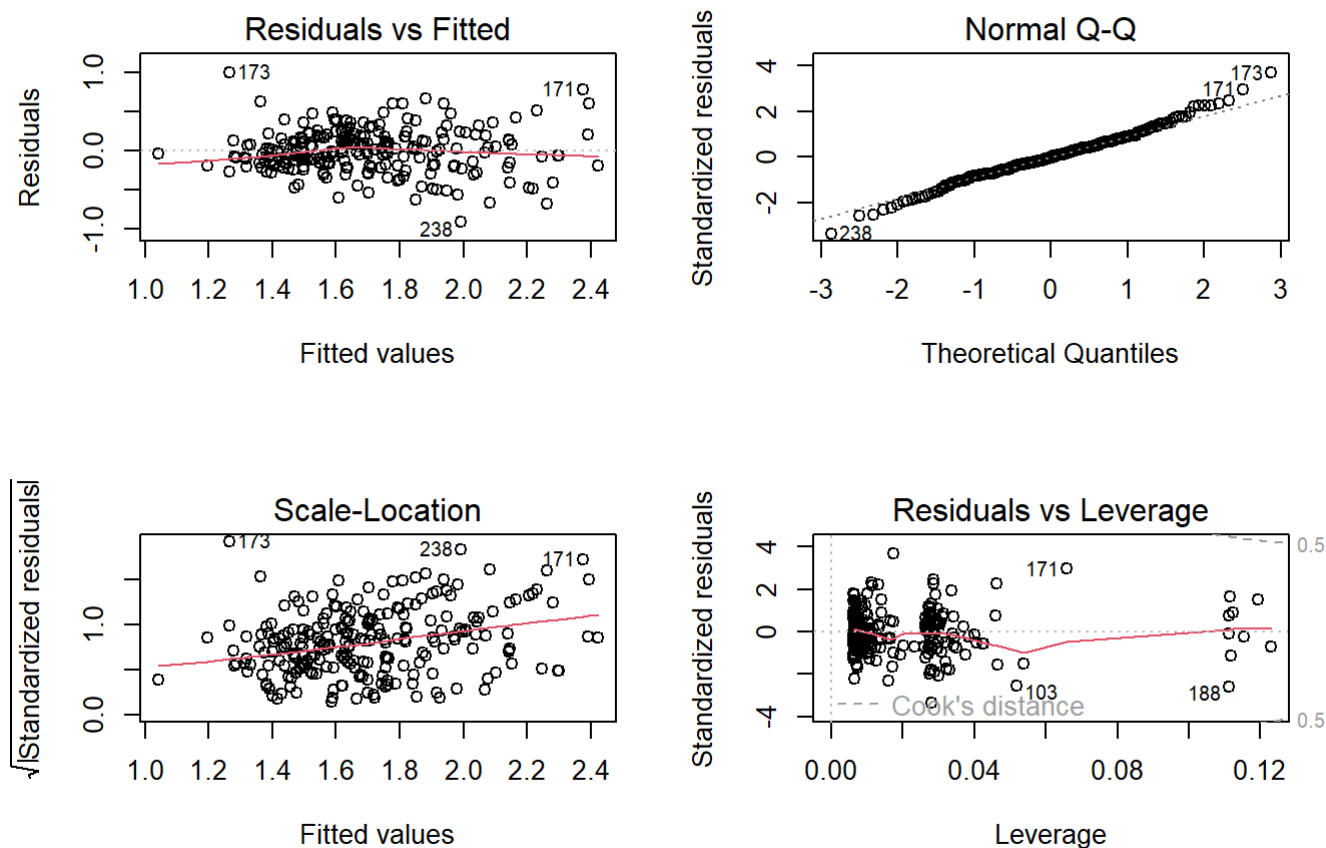 Residuals vs Fitted
Residuals
1.0
0.0
-1.0
173
171
238
1.0 1.2 1.4 1.6 1.8 2.0 2.2 2.4
Fitted values
Normal Q-Q
Standardized residuals
4
2
0
-2
173
171
238
-3 -2 -1 0 1 2 3
Theoretical Quantiles
Scale-Location
√|Standardized residuals|
1.0
0.0
173
238
171
1.0 1.2 1.4 1.6 1.8 2.0 2.2 2.4
Fitted values
Residuals vs Leverage
Standardized residuals
4
2
0
-2
-4
0.5
171
103
188
Cook's distance
0.5
0.00 0.04 0.08 0.12
Leverage